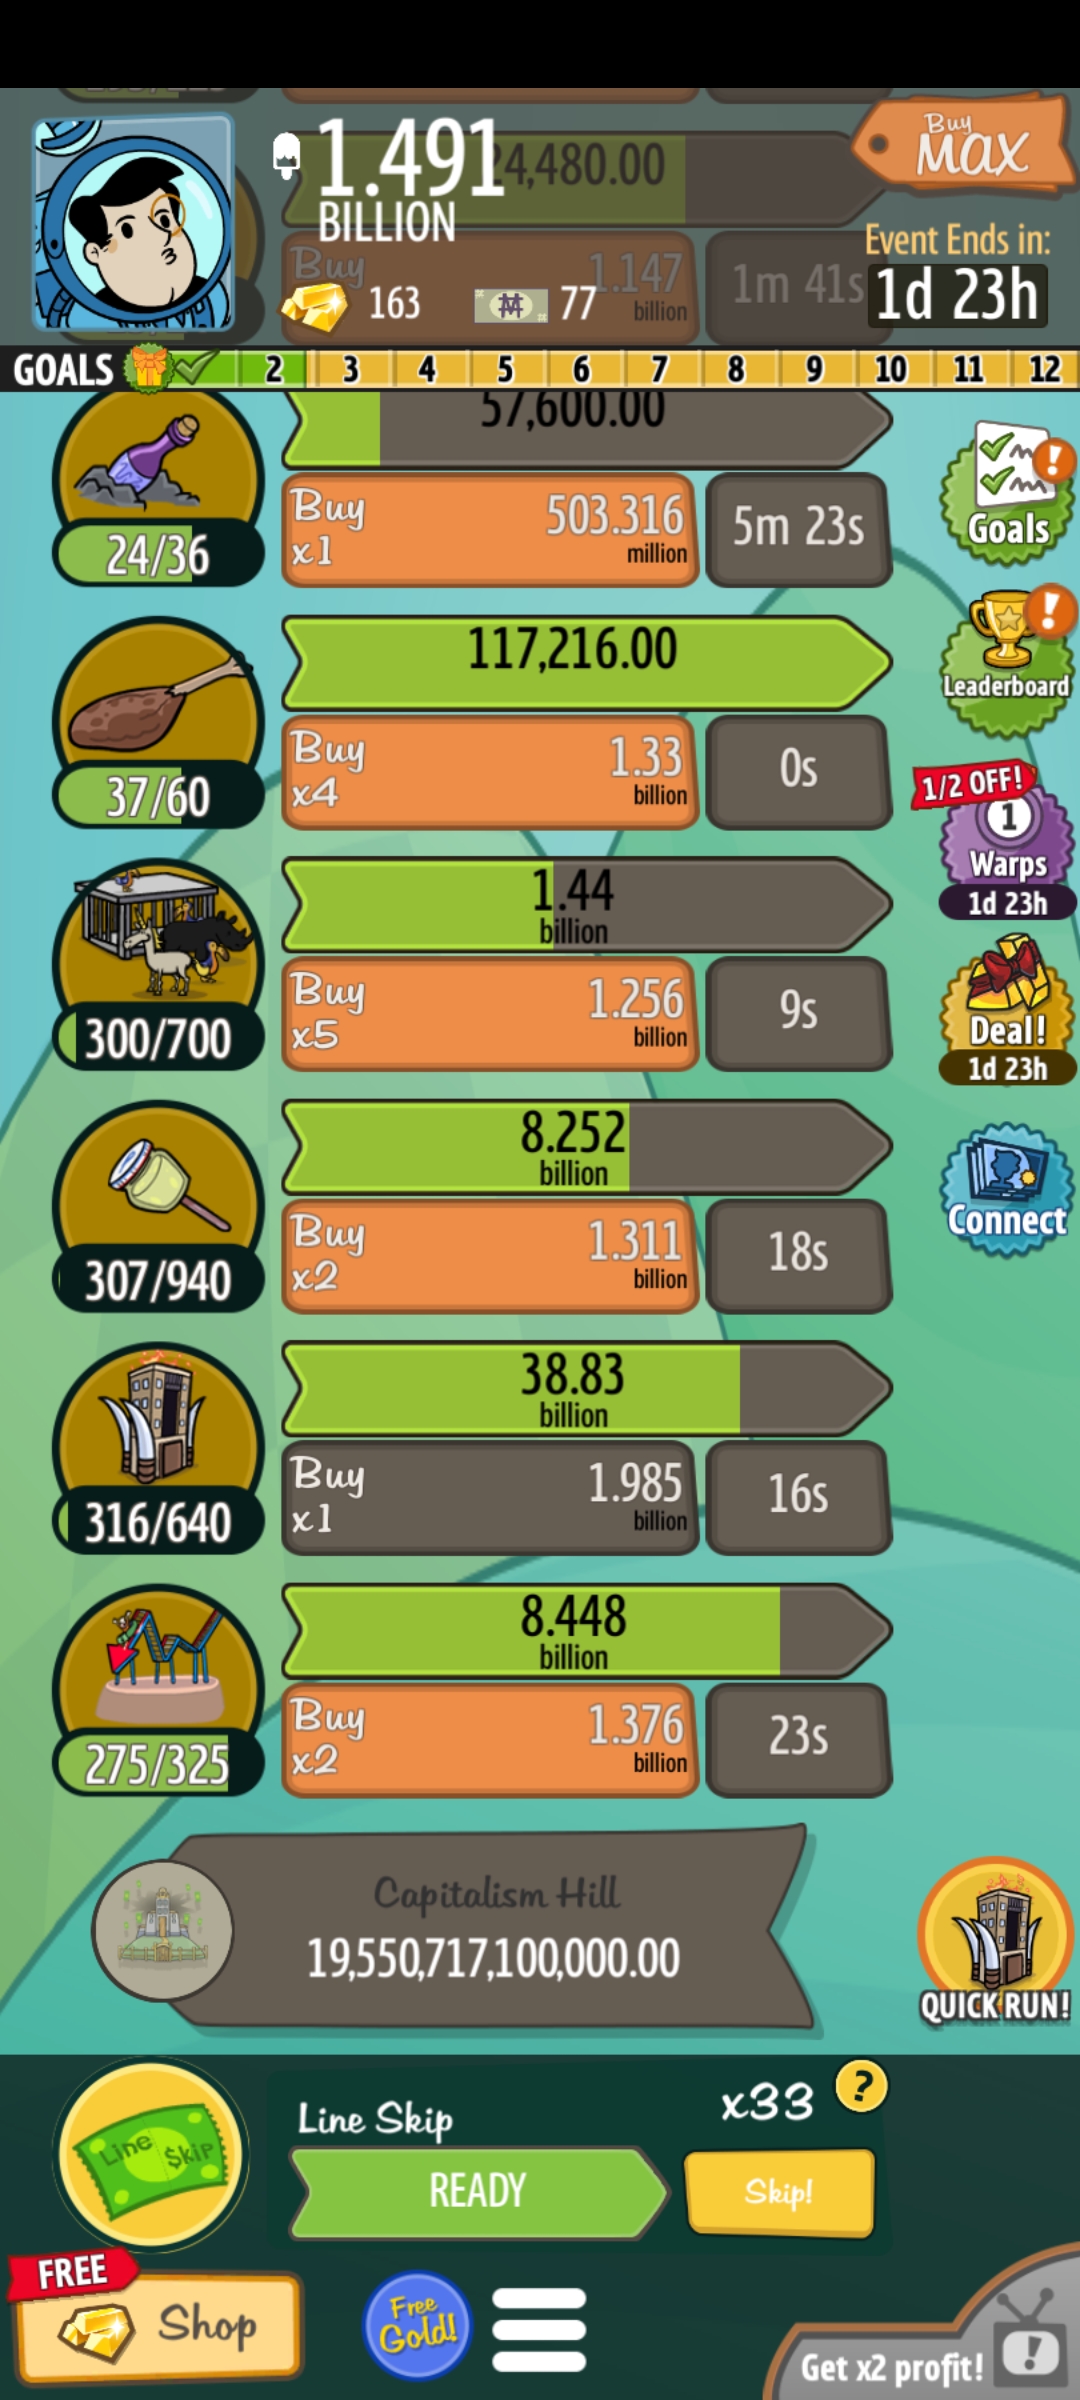 1.491
BILLION
24,480.00
Buy
MAX
Event Ends in:
1d 23h
Buy
1.147
billion
1m 41s
163
77
GOALS 2 3 4 5 6 7 8 9 10 11 12
57,600.00
24/36
Buy
x1
503.316
million
5m 23s
Goals
117,216.00
37/60
Buy
x4
1.33
billion
0s
Leaderboard
1/2 OFF!
1
Warps
1d 23h
1.44
billion
300/700
Buy
x5
1.256
billion
9s
Deal!
1d 23h
8.252
billion
307/940
Buy
x2
1.311
billion
18s
Connect
38.83
billion
316/640
Buy
x1
1.985
billion
16s
8.448
billion
275/325
Buy
x2
1.376
billion
23s
Capitalism Hill
19,550,717,100,000.00
QUICK RUN!
Line $kip
Line Skip
x33
?
READY
Skip!
FREE
Shop
Free
Gold!
Get x2 profit!